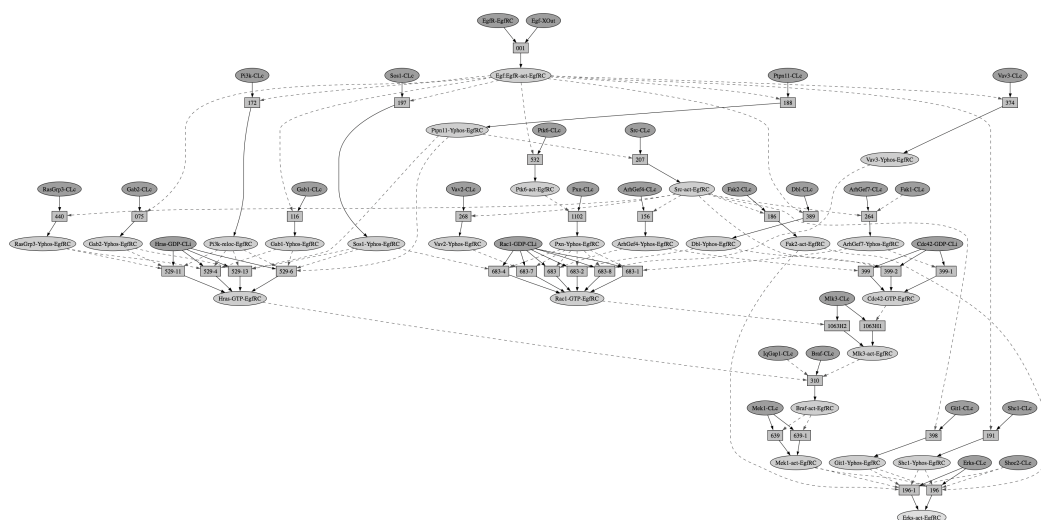 EgfR-EgfRC
Egf-XOut
001
Pi3k-CLc
Sos1-CLc
Egf:EgfR-act-EgfRC
Ptpn11-CLc
Vav3-CLc
172
197
188
374
Ptpn11-Yphos-EgfRC
Ptk6-CLc
Src-CLc
332
207
Vav3-Yphos-EgfRC
RasGrp3-CLc
Gab2-CLc
Gab1-CLc
Vav2-CLc
Ptk6-act-EgfRC
Pxn-CLc
ArhGef4-CLc
Src-act-EgfRC
Fak2-CLc
Dbl-CLc
ArhGef7-CLc
Fak1-CLc
440
075
116
268
1102
156
186
389
264
RasGrp3-Yphos-EgfRC
Gab2-Yphos-EgfRC
Hras-GDP-CLi
Pi3k-reloc-EgfRC
Gab1-Yphos-EgfRC
Sos1-Yphos-EgfRC
Vav2-Yphos-EgfRC
Rac1-GDP-CLi
Pxn-Yphos-EgfRC
ArhGef4-Yphos-EgfRC
Dbl-Yphos-EgfRC
Fak2-act-EgfRC
ArhGef7-Yphos-EgfRC
Cdc42-GDP-CLi
529-11
529-4
529-13
529-6
683-4
683-7
683
683-2
683-8
683-1
399
399-2
399-1
Hras-GTP-EgfRC
Rac1-GTP-EgfRC
Cdc42-GTP-EgfRC
Mlk3-CLc
1063H2
1063H1
IqGap1-CLc
Braf-CLc
Mlk3-act-EgfRC
310
Mek1-CLc
Braf-act-EgfRC
Git1-CLc
Shc1-CLc
639
639-1
398
191
Mek1-act-EgfRC
Git1-Yphos-EgfRC
Shc1-Yphos-EgfRC
Erks-CLc
Shoc2-CLc
196-1
196
Erks-act-EgfRC